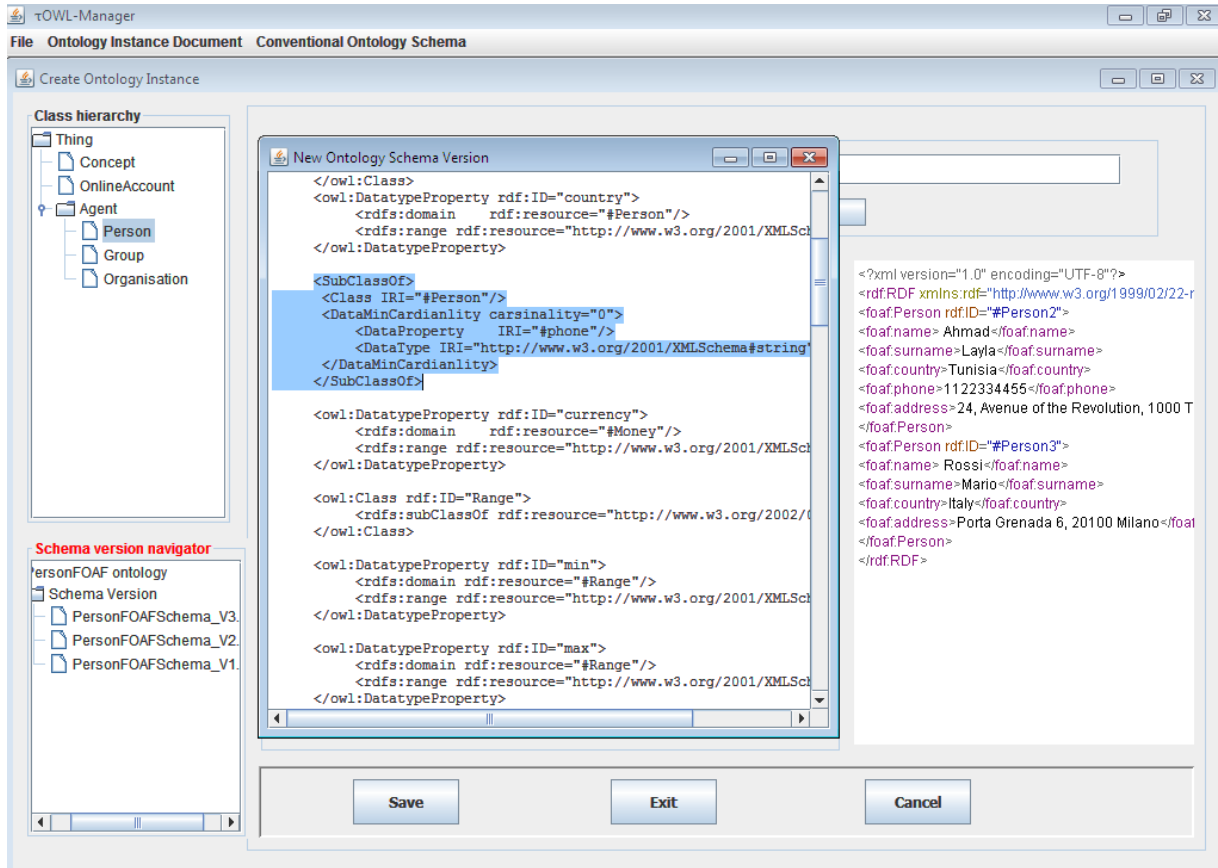 τOWL-Manager
File Ontology Instance Document Conventional Ontology Schema
Create Ontology Instance
Class hierarchy
Thing
Concept
OnlineAccount
Agent
Person
Group
Organisation
Schema version navigator
PersonFOAF ontology
Schema Version
PersonFOAFSchema_V3.
PersonFOAFSchema_V2.
PersonFOAFSchema_V1.
New Ontology Schema Version
</owl:Class>
<owl:DatatypeProperty rdf:ID="country">
<rdfs:domain rdf:resource="#Person"/>
<rdfs:range rdf:resource="http://www.w3.org/2001/XMLSch
</owl:DatatypeProperty>
<SubClassOf>
<Class IRI="#Person"/>
<DataMinCardianlity carsinality="0">
<DataProperty IRI="#phone"/>
<DataType IRI="http://www.w3.org/2001/XMLSchema#string"
</DataMinCardianlity>
</SubClassOf>
<owl:DatatypeProperty rdf:ID="currency">
<rdfs:domain rdf:resource="#Money"/>
<rdfs:range rdf:resource="http://www.w3.org/2001/XMLSch
</owl:DatatypeProperty>
<owl:Class rdf:ID="Range">
<rdfs:subClassOf rdf:resource="http://www.w3.org/2002/0
</owl:Class>
<owl:DatatypeProperty rdf:ID="min">
<rdfs:domain rdf:resource="#Range"/>
<rdfs:range rdf:resource="http://www.w3.org/2001/XMLSch
</owl:DatatypeProperty>
<owl:DatatypeProperty rdf:ID="max">
<rdfs:domain rdf:resource="#Range"/>
<rdfs:range rdf:resource="http://www.w3.org/2001/XMLSch
</owl:DatatypeProperty>
<?xml version="1.0" encoding="UTF-8"?>
<rdf:RDF xmlns:rdf="http://www.w3.org/1999/02/22-r
<foaf:Person rdf:ID="#Person2">
<foaf:name> Ahmad</foaf:name>
<foaf:surname>Layla</foaf:surname>
<foaf:country>Tunisia</foaf:country>
<foaf:phone>1122334455</foaf:phone>
<foaf:address>24, Avenue of the Revolution, 1000 T
</foaf:Person>
<foaf:Person rdf:ID="#Person3">
<foaf:name> Rossi</foaf:name>
<foaf:surname>Mario</foaf:surname>
<foaf:country>Italy</foaf:country>
<foaf:address>Porta Grenada 6, 20100 Milano</foaf
</foaf:Person>
</rdf:RDF>
Save Exit Cancel